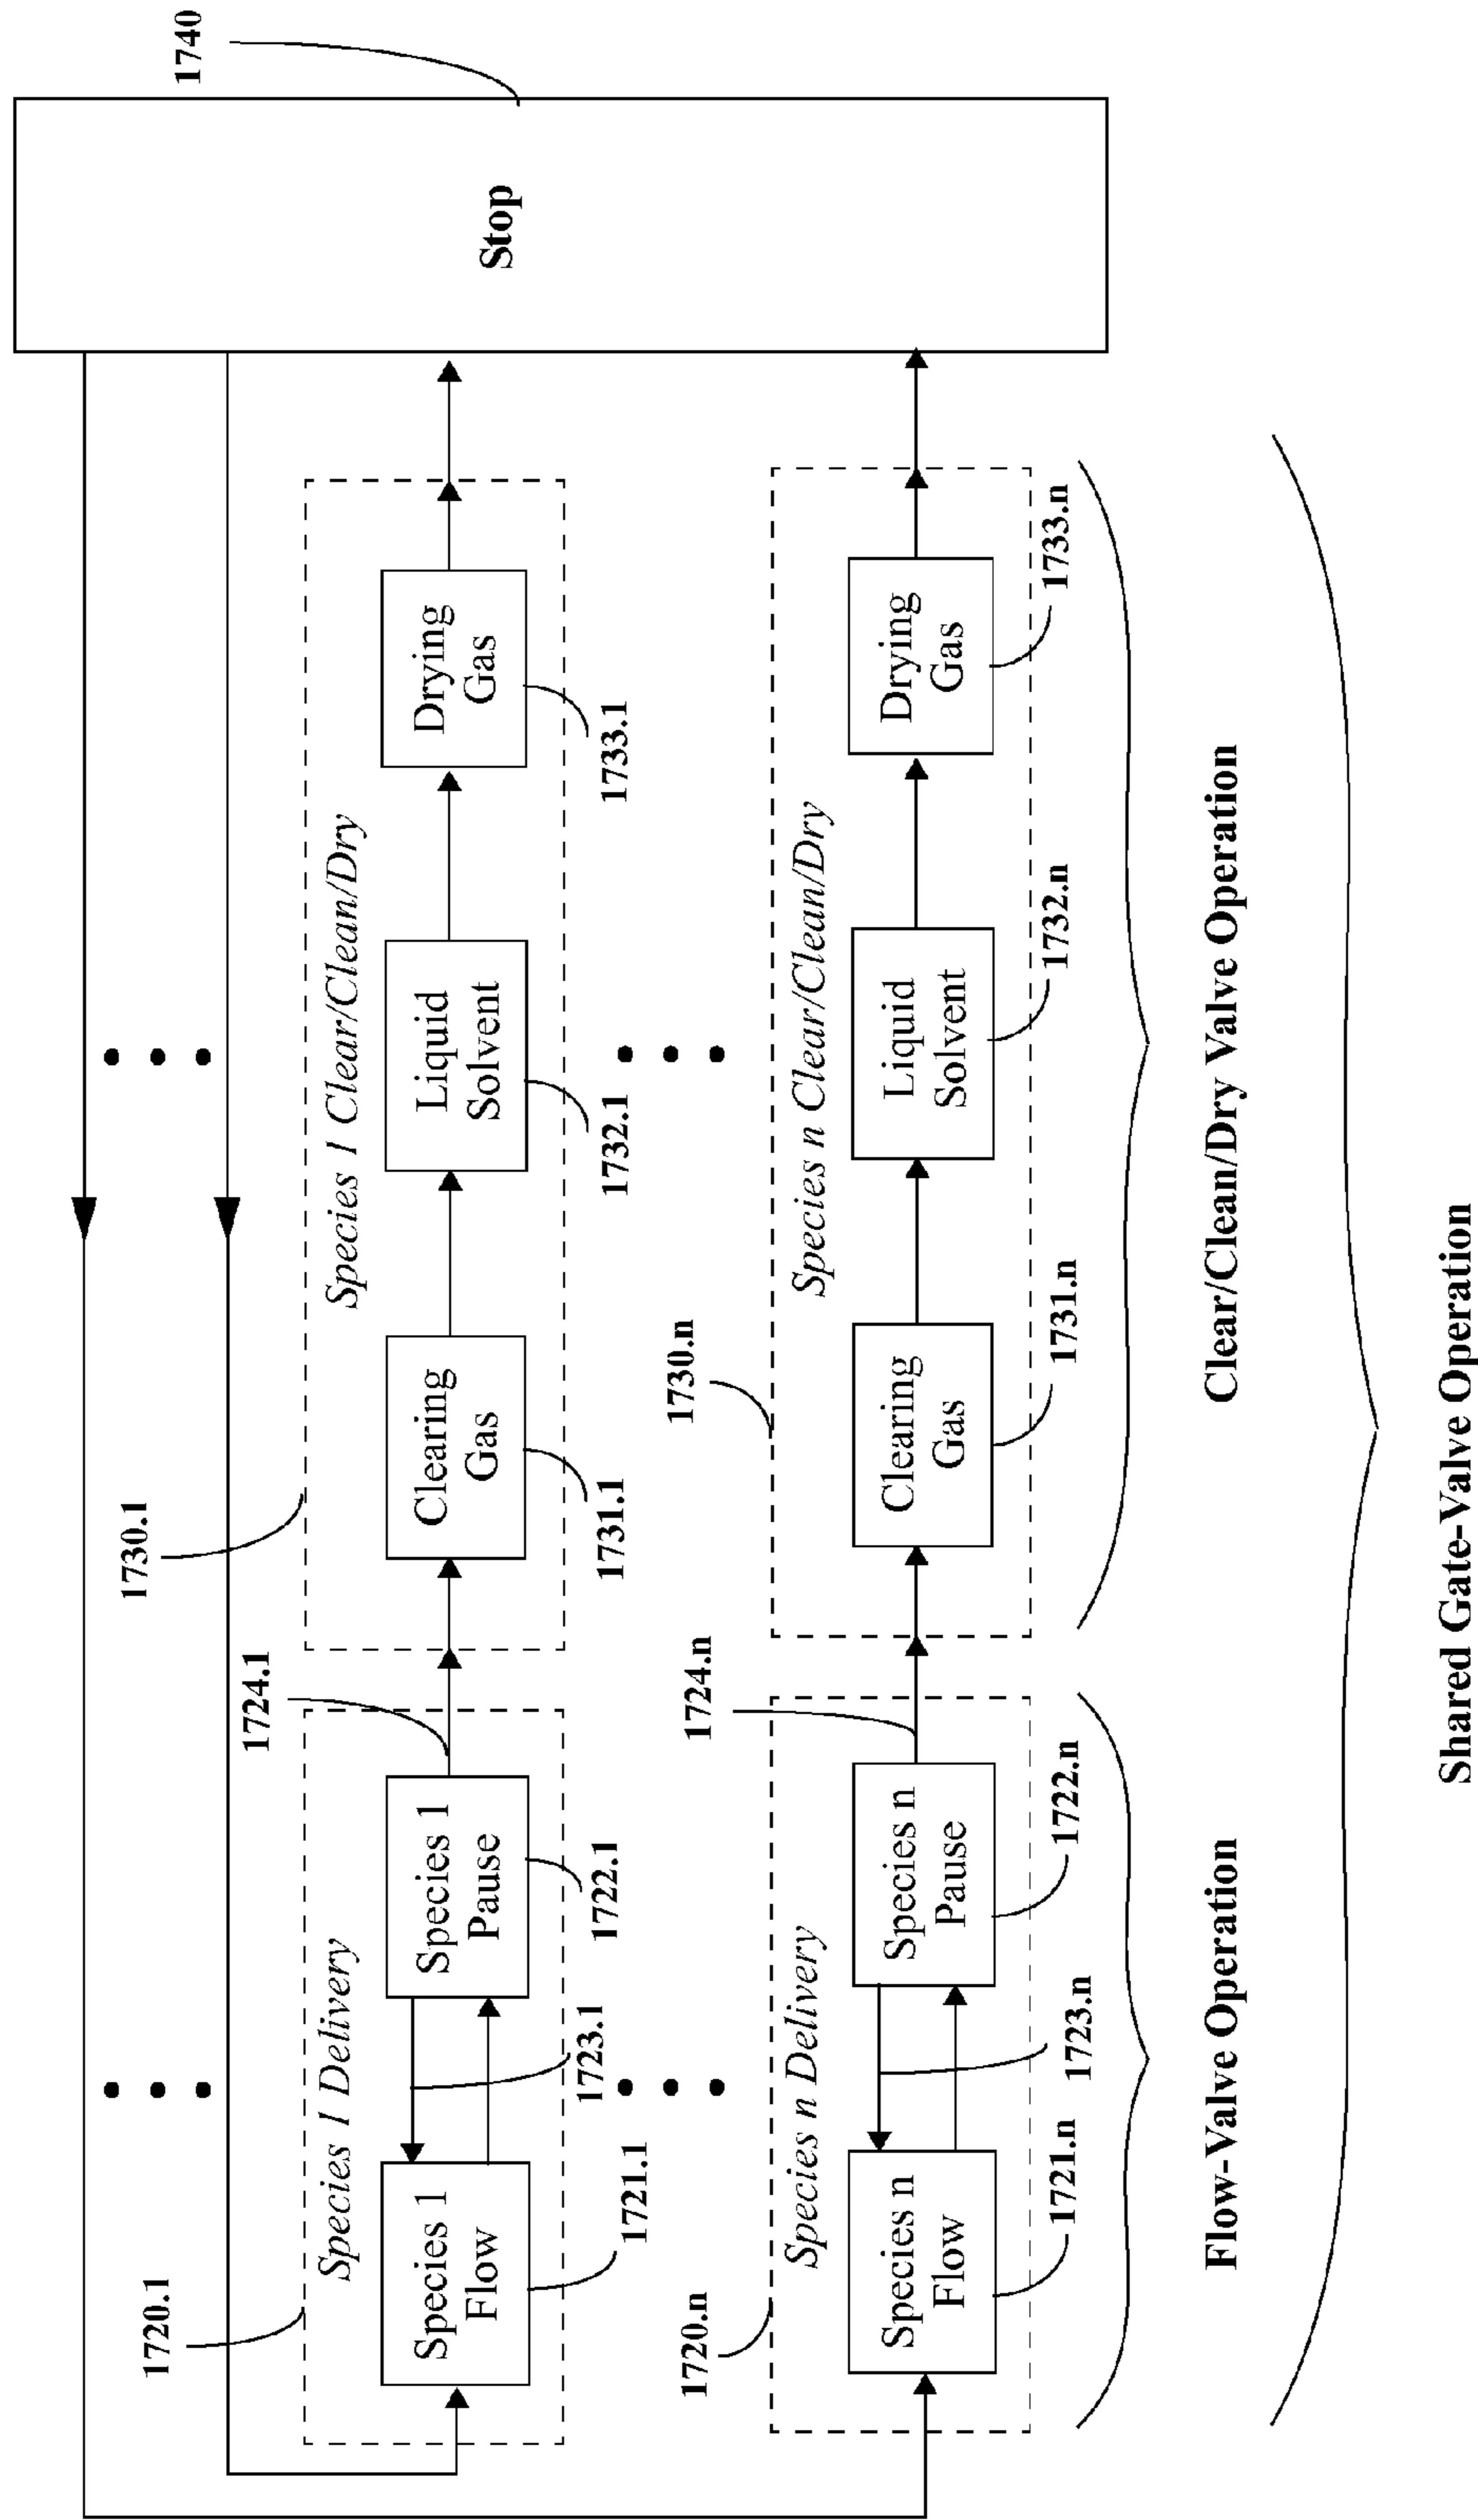 1740
Stop
1730.1
1724.1
1720.1
Species 1 Delivery
Species 1 Clear/Clean/Dry
Species 1
Flow
Species 1
Pause
Clearing
Gas
Liquid
Solvent
Drying
Gas
1723.1
1721.1
1722.1
1731.1
1732.1
1733.1
1720.n
1724.n
1730.n
Species n Delivery
Species n Clear/Clean/Dry
Species n
Flow
Species n
Pause
Clearing
Gas
Liquid
Solvent
Drying
Gas
1721.n
1723.n
1722.n
1731.n
1732.n
1733.n
Flow-Valve Operation
Clear/Clean/Dry Valve Operation
Shared Gate-Valve Operation